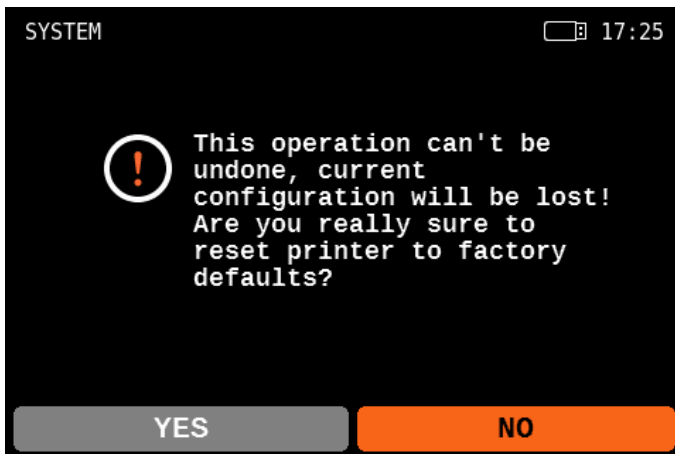 SYSTEM 17:25
This operation can't be
undone, current
configuration will be lost!
Are you really sure to
reset printer to factory
defaults?
YES NO